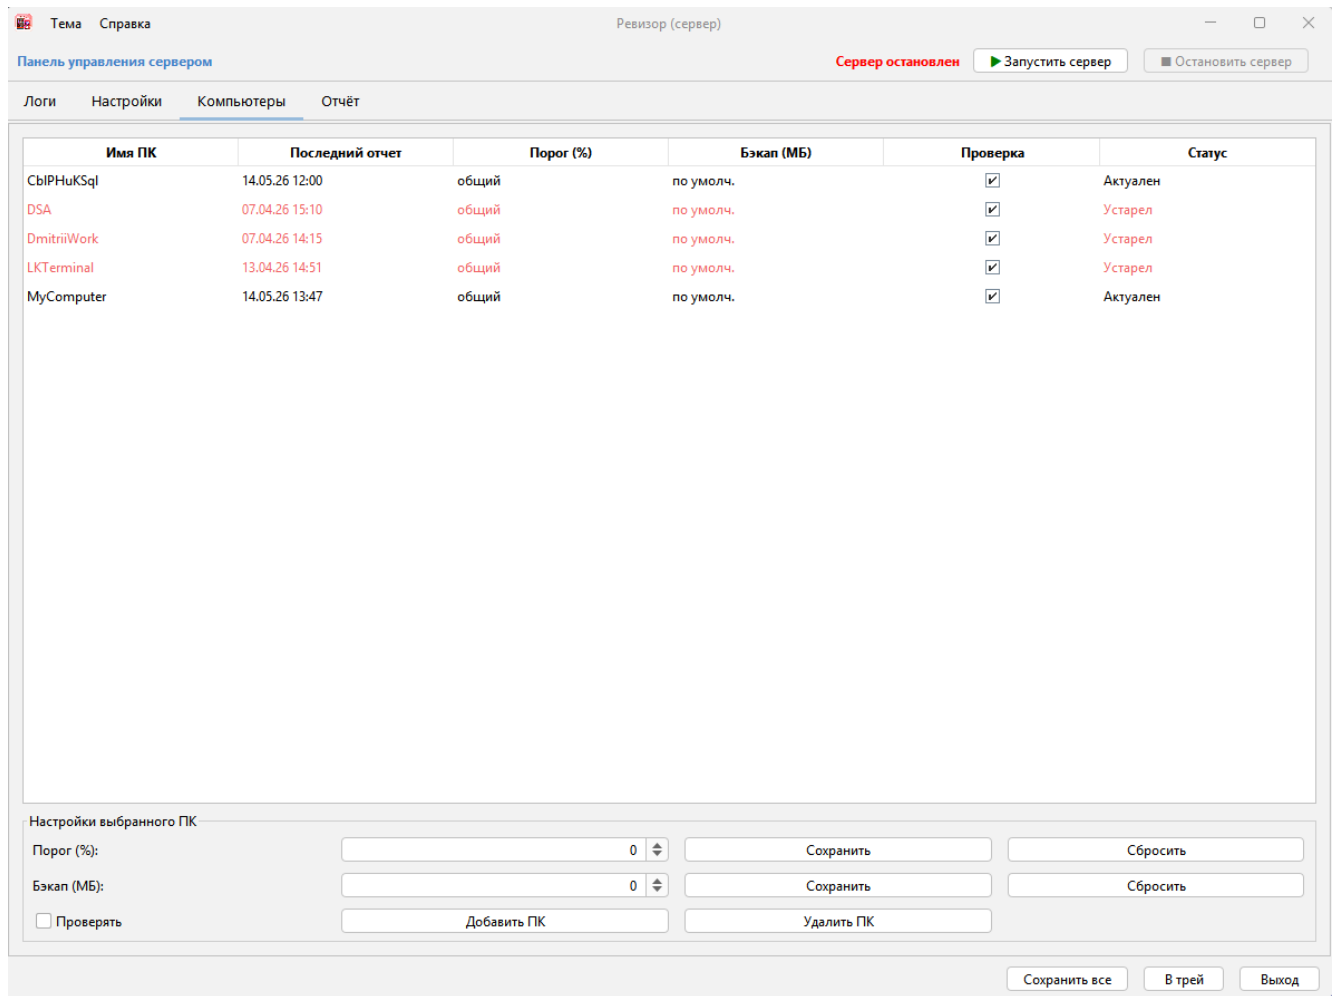 Тема Справка Ревизор (сервер)
Панель управления сервером Сервер остановлен Запустить сервер Остановить сервер
Логи Настройки Компьютеры Отчёт
Имя ПК Последний отчет Порог (%) Бэкап (МБ) Проверка Статус
CbIPHuKSql 14.05.26 12:00 общий по умолч. Актуален
DSA 07.04.26 15:10 общий по умолч. Устарел
DmitriiWork 07.04.26 14:15 общий по умолч. Устарел
LKTerminal 13.04.26 14:51 общий по умолч. Устарел
MyComputer 14.05.26 13:47 общий по умолч. Актуален
Настройки выбранного ПК
Порог (%): 0 Сохранить Сбросить
Бэкап (МБ): 0 Сохранить Сбросить
Проверять Добавить ПК Удалить ПК
Сохранить все В трей Выход